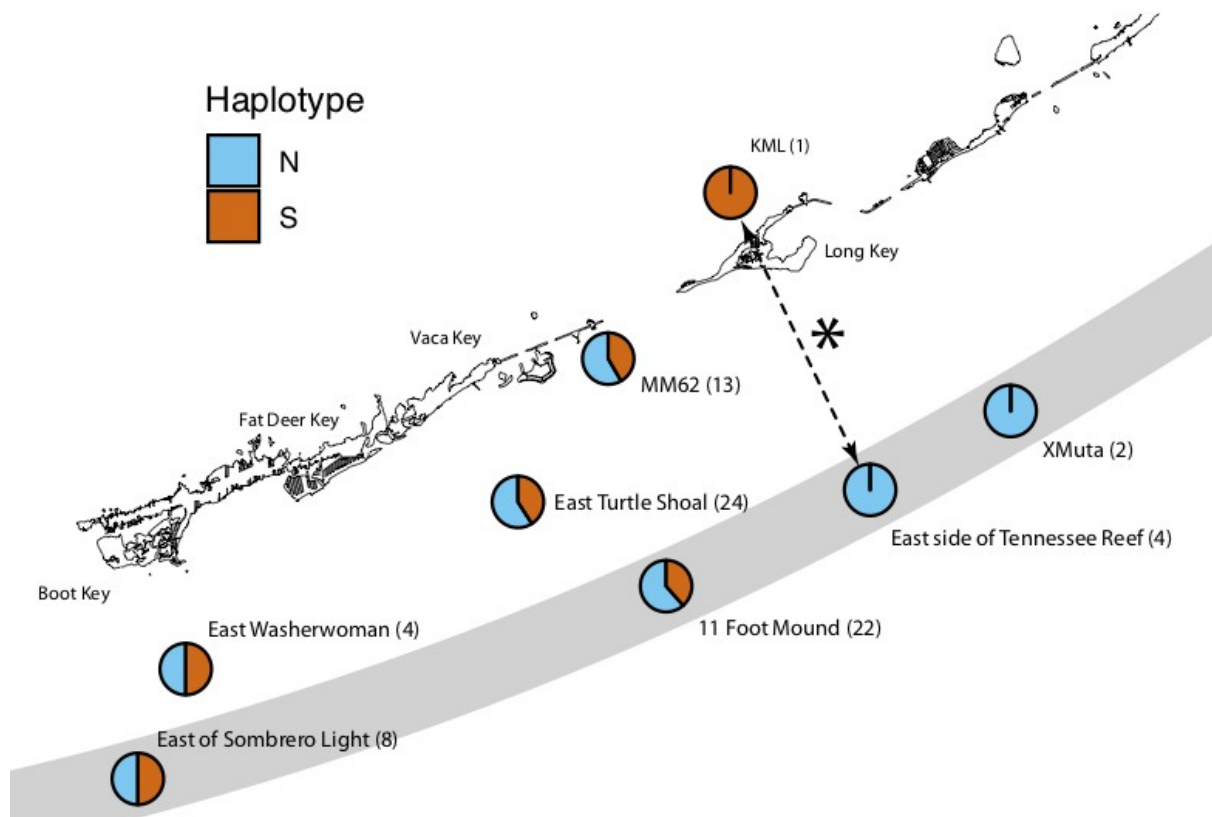 Haplotype
N
S
KML (1)
Long Key
Vaca Key
*
MM62 (13)
Fat Deer Key
XMuta (2)
East Turtle Shoal (24)
East side of Tennessee Reef (4)
Boot Key
East Washerwoman (4)
11 Foot Mound (22)
East of Sombrero Light (8)